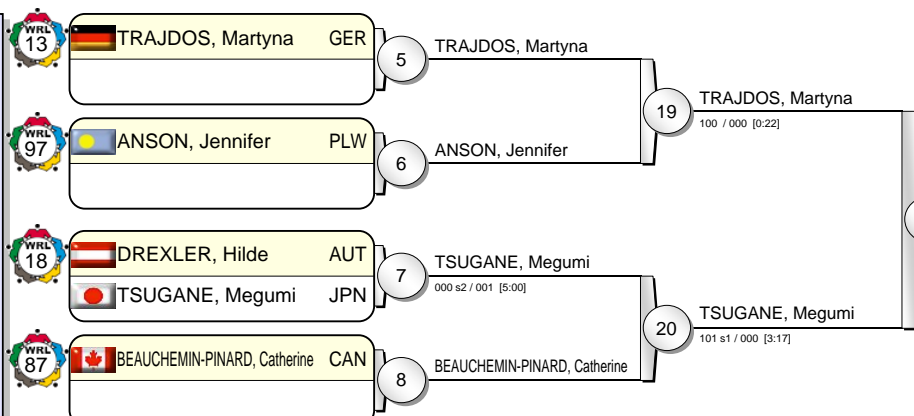 WRL
13
TRAJDOS, Martyna GER
5
TRAJDOS, Martyna
WRL
97
ANSON, Jennifer PLW
6
ANSON, Jennifer
19
TRAJDOS, Martyna
100 / 000 [0:22]
WRL
18
DREXLER, Hilde AUT
TSUGANE, Megumi JPN
7
TSUGANE, Megumi
000 s2 / 001 [5:00]
WRL
87
BEAUCHEMIN-PINARD, Catherine CAN
8
BEAUCHEMIN-PINARD, Catherine
20
TSUGANE, Megumi
101 s1 / 000 [3:17]